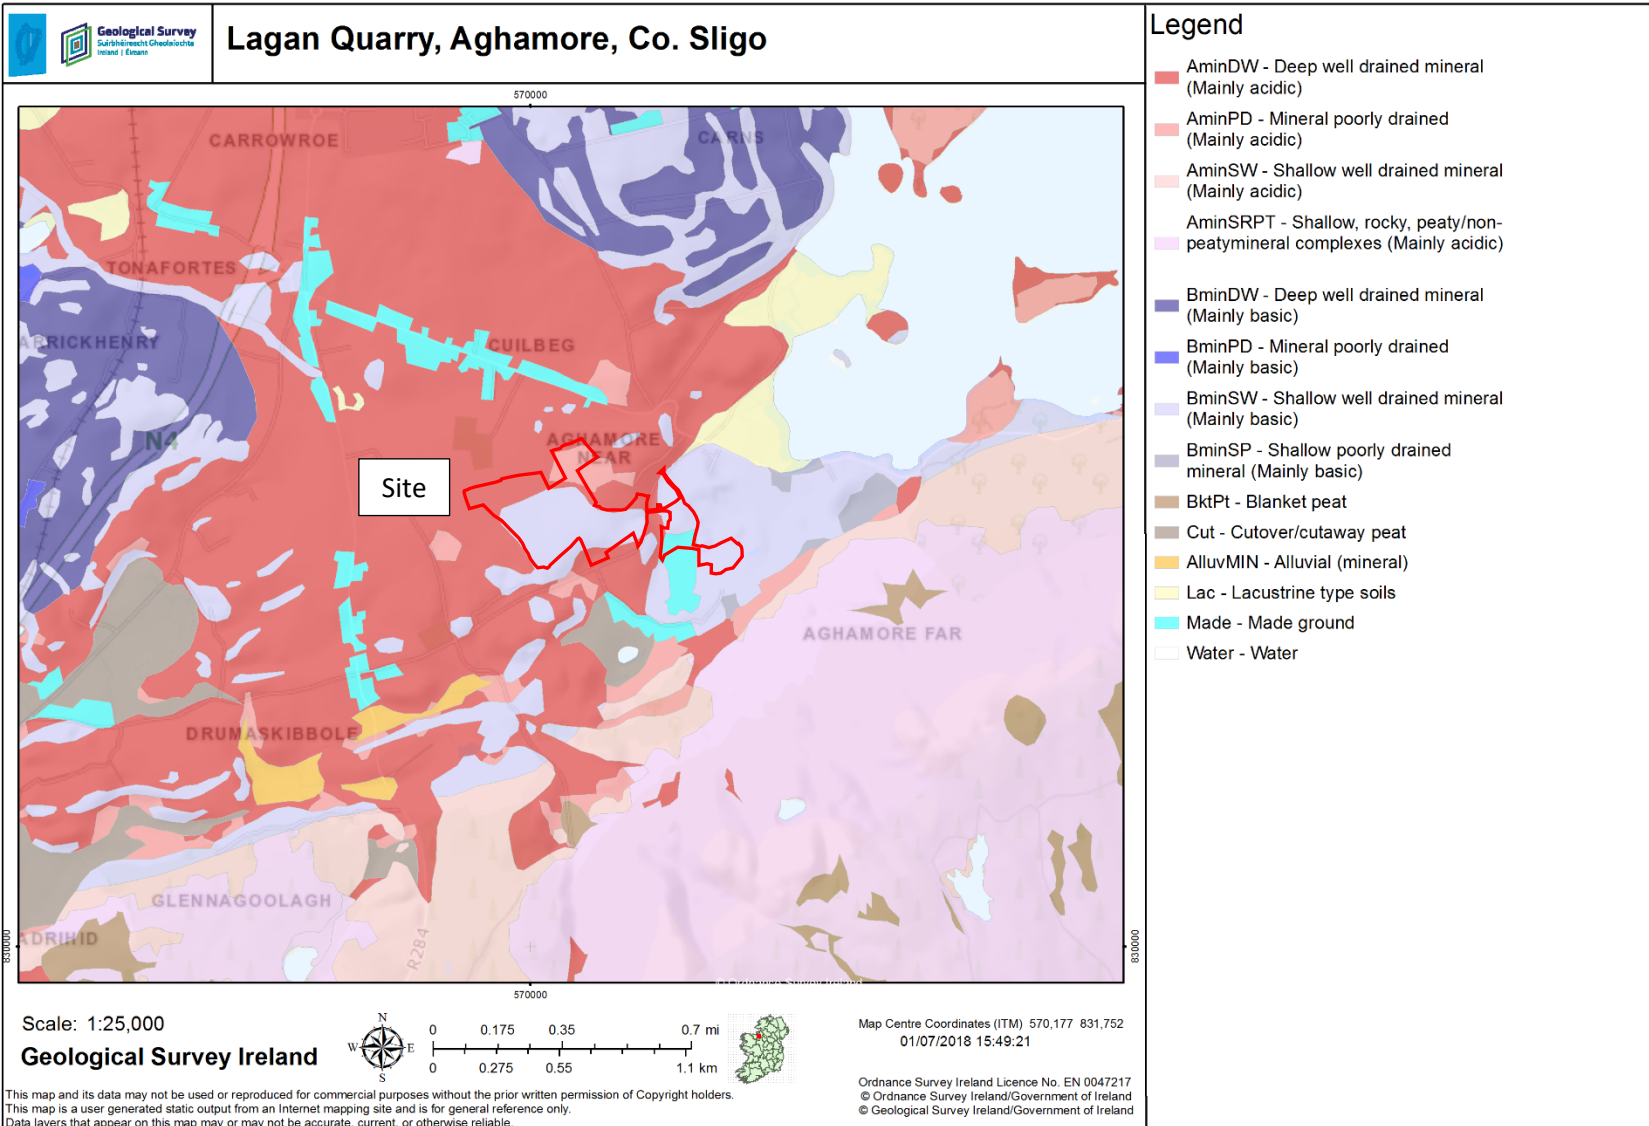 Geological Survey
Suirbhéireacht Gheolaíochta
Ireland | Éireann
Lagan Quarry, Aghamore, Co. Sligo
570000
CARROWROE
CARNS
TONAFORTES
ARRICKHENRY
CUILBEG
N4
AGHAMORE
NEAR
Site
AGHAMORE FAR
DRUMASKIBBOLE
GLENNAGOOLAGH
ADRIHID
R284
830000
830000
570000
Legend
AminDW - Deep well drained mineral
(Mainly acidic)
AminPD - Mineral poorly drained
(Mainly acidic)
AminSW - Shallow well drained mineral
(Mainly acidic)
AminSRPT - Shallow, rocky, peaty/non-
peatymineral complexes (Mainly acidic)
BminDW - Deep well drained mineral
(Mainly basic)
BminPD - Mineral poorly drained
(Mainly basic)
BminSW - Shallow well drained mineral
(Mainly basic)
BminSP - Shallow poorly drained
mineral (Mainly basic)
BktPt - Blanket peat
Cut - Cutover/cutaway peat
AlluvMIN - Alluvial (mineral)
Lac - Lacustrine type soils
Made - Made ground
Water - Water
Scale: 1:25,000
Geological Survey Ireland
N
W E
S
0 0.175 0.35 0.7 mi
0 0.275 0.55 1.1 km
Map Centre Coordinates (ITM) 570,177 831,752
01/07/2018 15:49:21
Ordnance Survey Ireland Licence No. EN 0047217
© Ordnance Survey Ireland/Government of Ireland
© Geological Survey Ireland/Government of Ireland
This map and its data may not be used or reproduced for commercial purposes without the prior written permission of Copyright holders.
This map is a user generated static output from an Internet mapping site and is for general reference only.
Data layers that appear on this map may or may not be accurate, current, or otherwise reliable.